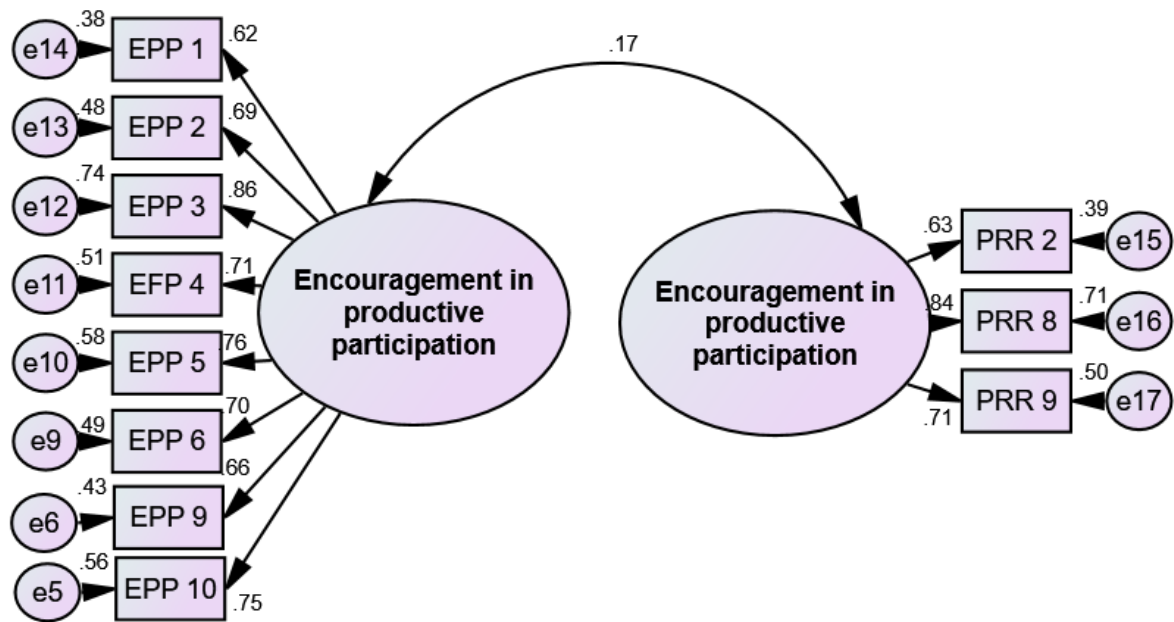 .38
e14
EPP 1
.62
.48
e13
EPP 2
.69
.74
e12
EPP 3
.86
.51
e11
EFP 4
.71
.58
e10
EPP 5
.76
.49
e9
EPP 6
.70
.43
e6
EPP 9
.66
.56
e5
EPP 10
.75
Encouragement in
productive
participation
.17
Encouragement in
productive
participation
.63
PRR 2
.39
e15
.84
PRR 8
.71
e16
.71
PRR 9
.50
e17